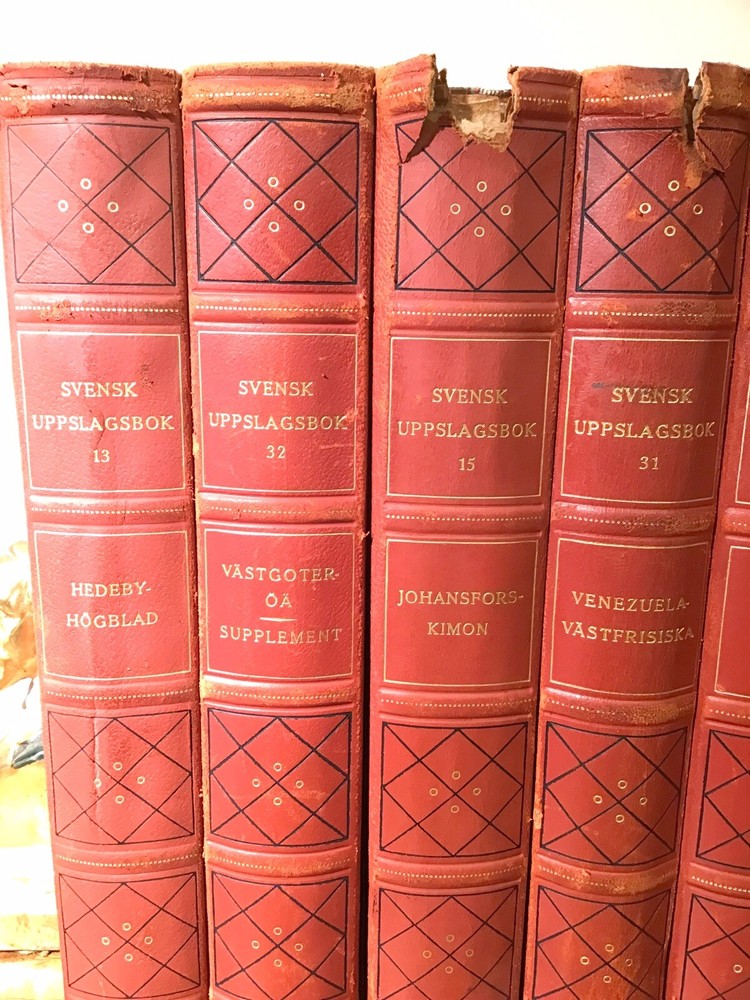 SVENSK
UPPSLAGSBOK
13
HEDEBY-
HÖGBLAD
SVENSK
UPPSLAGSBOK
32
VÄSTGOTER-
ÖÄ
SUPPLEMENT
SVENSK
UPPSLAGSBOK
15
JOHANSFORS-
KIMON
SVENSK
UPPSLAGSBOK
31
VENEZUELA-
VÄSTFRISISKA